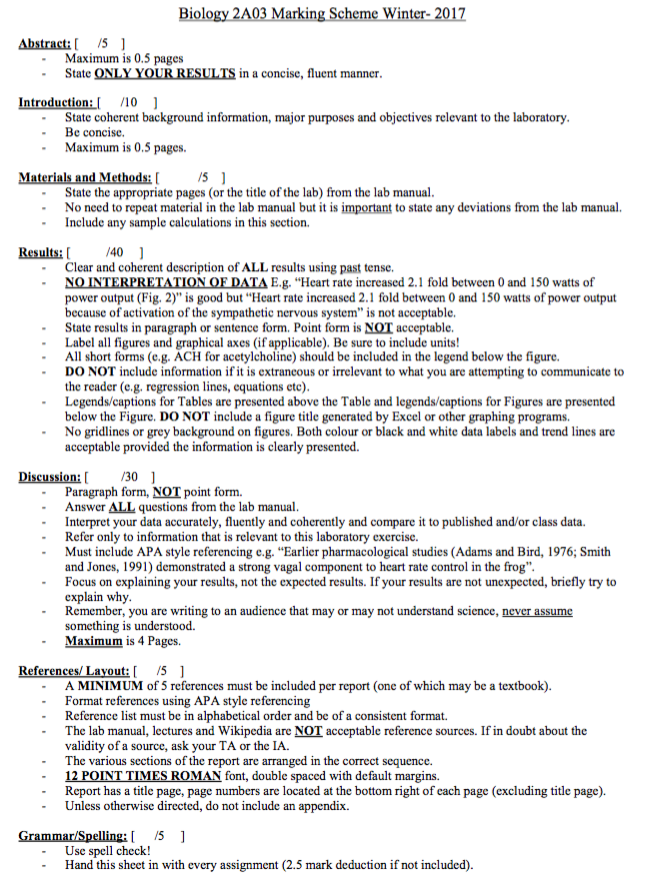 Biology 2A03 Marking Scheme Winter- 2017
Abstract: [ /5 ]
- Maximum is 0.5 pages
- State ONLY YOUR RESULTS in a concise, fluent manner.
Introduction: [ /10 ]
- State coherent background information, major purposes and objectives relevant to the laboratory.
- Be concise.
- Maximum is 0.5 pages.
Materials and Methods: [ /5 ]
- State the appropriate pages (or the title of the lab) from the lab manual.
- No need to repeat material in the lab manual but it is important to state any deviations from the lab manual.
- Include any sample calculations in this section.
Results: [ /40 ]
- Clear and coherent description of ALL results using past tense.
- NO INTERPRETATION OF DATA E.g. “Heart rate increased 2.1 fold between 0 and 150 watts of
power output (Fig. 2)” is good but “Heart rate increased 2.1 fold between 0 and 150 watts of power output
because of activation of the sympathetic nervous system” is not acceptable.
- State results in paragraph or sentence form. Point form is NOT acceptable.
- Label all figures and graphical axes (if applicable). Be sure to include units!
- All short forms (e.g. ACH for acetylcholine) should be included in the legend below the figure.
- DO NOT include information if it is extraneous or irrelevant to what you are attempting to communicate to
the reader (e.g. regression lines, equations etc).
- Legends/captions for Tables are presented above the Table and legends/captions for Figures are presented
below the Figure. DO NOT include a figure title generated by Excel or other graphing programs.
- No gridlines or grey background on figures. Both colour or black and white data labels and trend lines are
acceptable provided the information is clearly presented.
Discussion: [ /30 ]
- Paragraph form, NOT point form.
- Answer ALL questions from the lab manual.
- Interpret your data accurately, fluently and coherently and compare it to published and/or class data.
- Refer only to information that is relevant to this laboratory exercise.
- Must include APA style referencing e.g. “Earlier pharmacological studies (Adams and Bird, 1976; Smith
and Jones, 1991) demonstrated a strong vagal component to heart rate control in the frog”.
- Focus on explaining your results, not the expected results. If your results are not unexpected, briefly try to
explain why.
- Remember, you are writing to an audience that may or may not understand science, never assume
something is understood.
- Maximum is 4 Pages.
References/ Layout: [ /5 ]
- A MINIMUM of 5 references must be included per report (one of which may be a textbook).
- Format references using APA style referencing
- Reference list must be in alphabetical order and be of a consistent format.
- The lab manual, lectures and Wikipedia are NOT acceptable reference sources. If in doubt about the
validity of a source, ask your TA or the IA.
- The various sections of the report are arranged in the correct sequence.
- 12 POINT TIMES ROMAN font, double spaced with default margins.
- Report has a title page, page numbers are located at the bottom right of each page (excluding title page).
- Unless otherwise directed, do not include an appendix.
Grammar/Spelling: [ /5 ]
- Use spell check!
- Hand this sheet in with every assignment (2.5 mark deduction if not included).